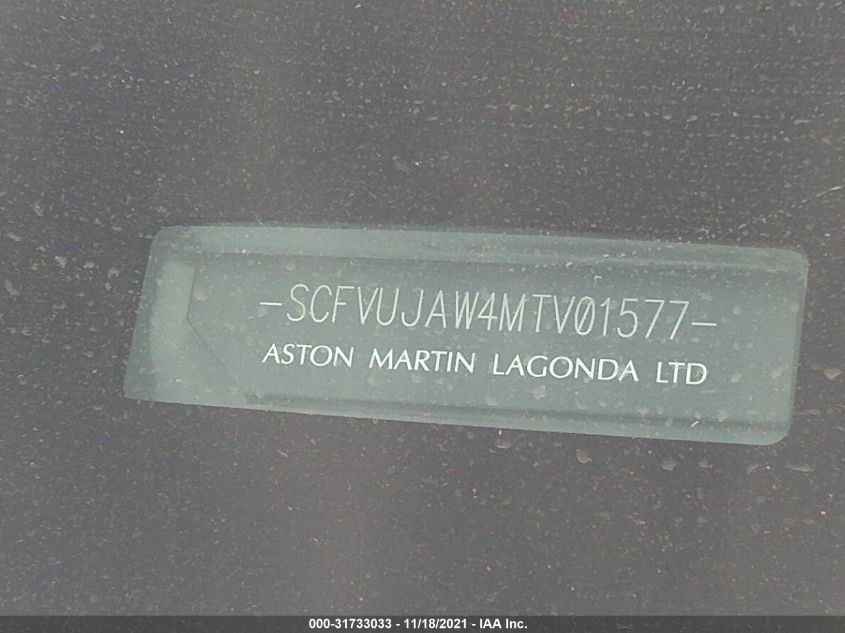 -SCFVUJAW4MTV01577-
ASTON MARTIN LAGONDA LTD
000-31733033 - 11/18/2021 - IAA Inc.